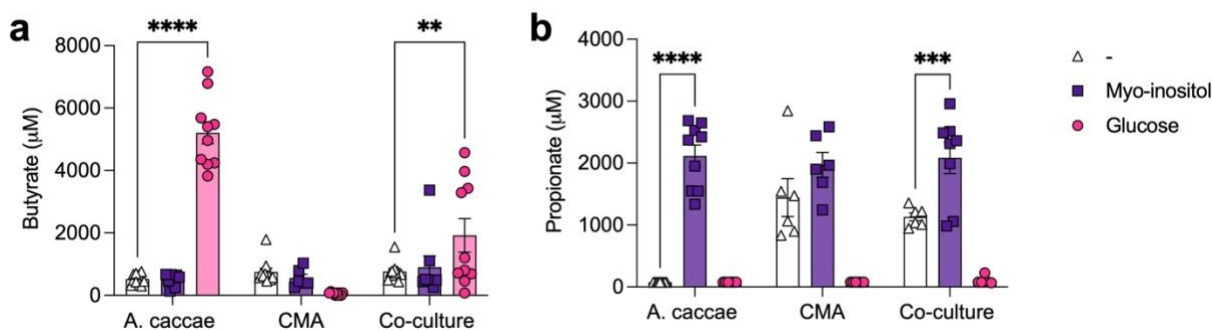 a
**** **
Butyrate (μM)
8000
6000
4000
2000
0
A. caccae CMA Co-culture
b
**** ***
Propionate (μM)
4000
3000
2000
1000
0
A. caccae CMA Co-culture
-
Myo-inositol
Glucose